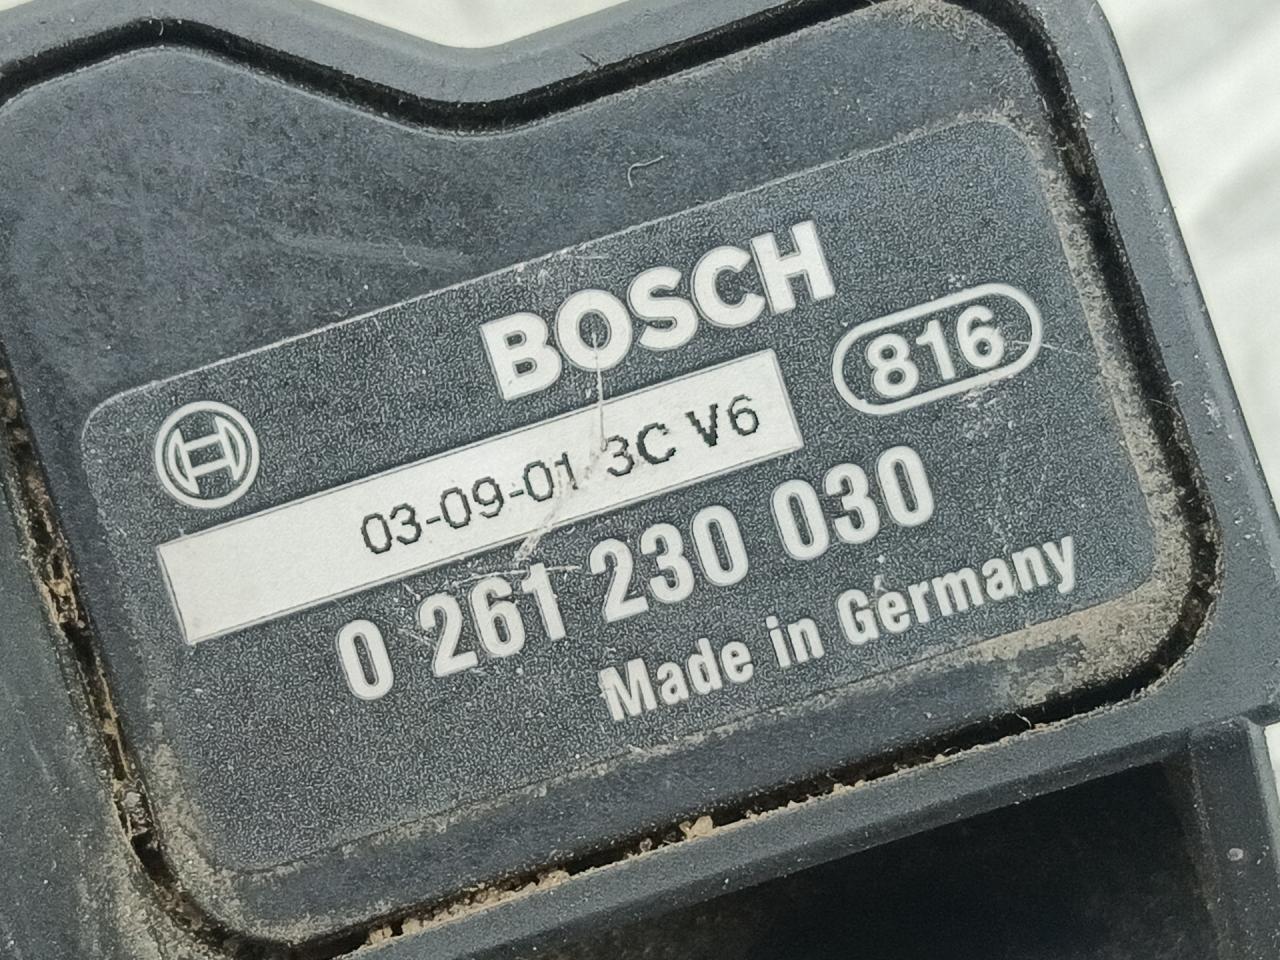 BOSCH
816
03-09-01 3C V6
0 261 230 030
Made in Germany